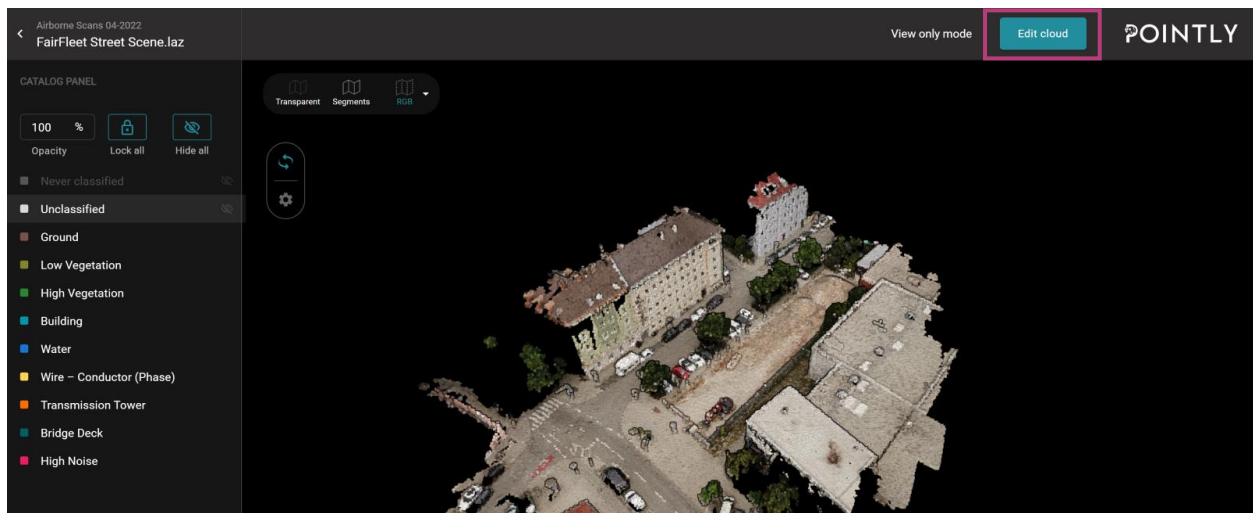 Airborne Scans 04-2022
FairFleet Street Scene.laz
View only mode
Edit cloud
POINTLY
CATALOG PANEL
Transparent Segments RGB
100 %
Opacity Lock all Hide all
Never classified
Unclassified
Ground
Low Vegetation
High Vegetation
Building
Water
Wire – Conductor (Phase)
Transmission Tower
Bridge Deck
High Noise